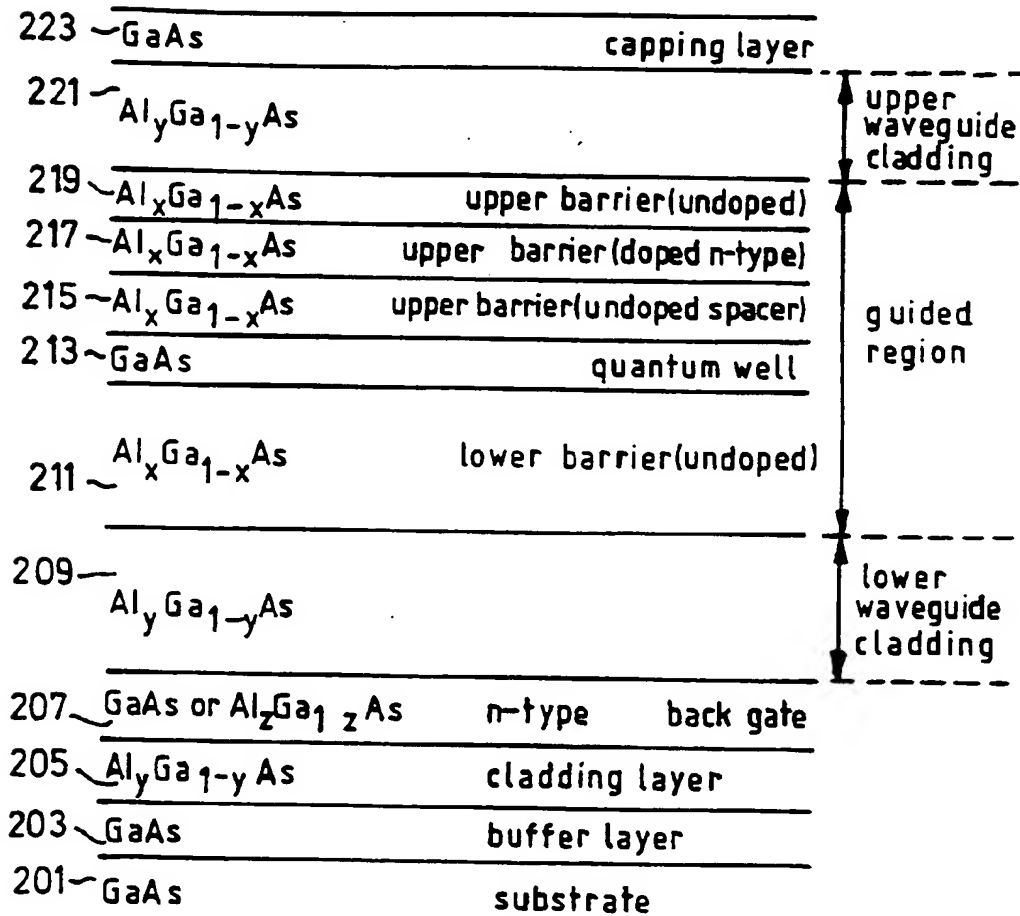 223 GaAs capping layer
221 AlyGa1-yAs upper waveguide cladding
219 AlxGa1-xAs upper barrier(undoped)
217 AlxGa1-xAs upper barrier(doped n-type)
215 AlxGa1-xAs upper barrier(undoped spacer)
guided region
213 GaAs quantum well
211 AlxGa1-xAs lower barrier(undoped)
209 AlyGa1-yAs lower waveguide cladding
207 GaAs or AlzGa1 zAs n-type back gate
205 AlyGa1-yAs cladding layer
203 GaAs buffer layer
201 GaAs substrate